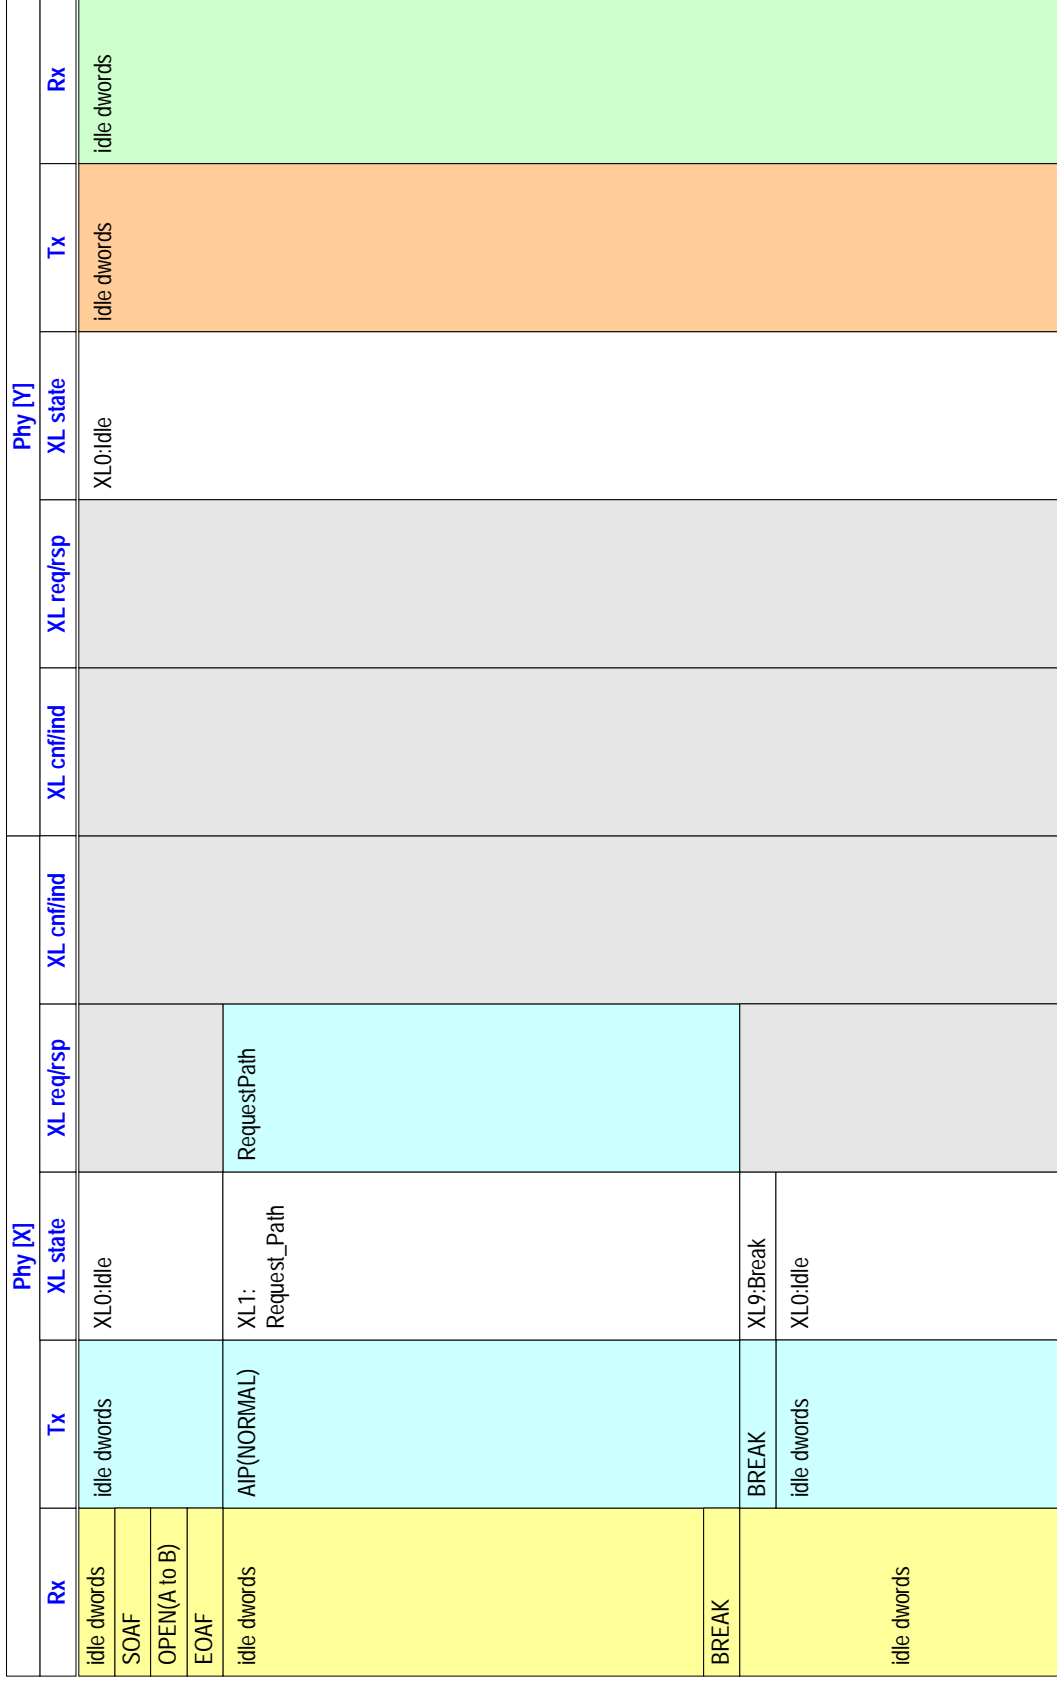 Phy [X]
Phy [Y]
Rx
Tx
XL state
XL req/rsp
XL cnf/ind
XL cnf/ind
XL req/rsp
XL state
Tx
Rx
idle dwords
SOAF
OPEN(A to B)
EOAF
idle dwords
BREAK
idle dwords
idle dwords
AIP(NORMAL)
BREAK
idle dwords
XL0:Idle
XL1:
Request_Path
XL9:Break
XL0:Idle
RequestPath
XL0:Idle
idle dwords
idle dwords